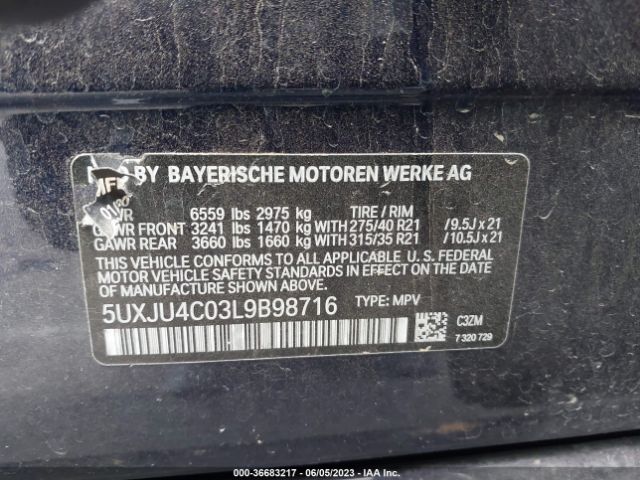 BY BAYERISCHE MOTOREN WERKE AG
6559 lbs 2975 kg TIRE / RIM
GAWR FRONT 3241 lbs 1470 kg WITH 275/40 R21 / 9.5J x 21
GAWR REAR 3660 lbs 1660 kg WITH 315/35 R21 / 10.5J x 21
THIS VEHICLE CONFORMS TO ALL APPLICABLE U. S. FEDERAL
MOTOR VEHICLE SAFETY STANDARDS IN EFFECT ON THE DATE
OF MANUFACTURE SHOWN ABOVE.
5UXJU4C03L9B98716 TYPE: MPV
C3ZM
7 320 729
000-36683217 - 06/05/2023 - IAA Inc.